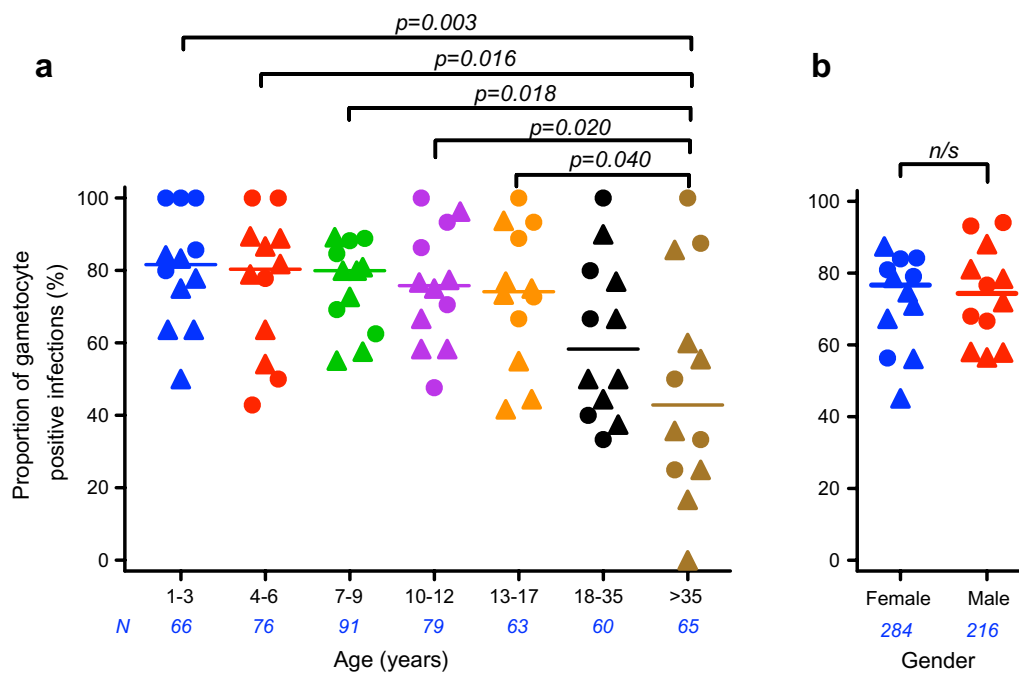 a
b
p=0.003
p=0.016
p=0.018
p=0.020
p=0.040
n/s
Proportion of gametocyte
positive infections (%)
100
80
60
40
20
0
1-3 4-6 7-9 10-12 13-17 18-35 >35
N 66 76 91 79 63 60 65
Age (years)
100
80
60
40
20
0
Female Male
284 216
Gender